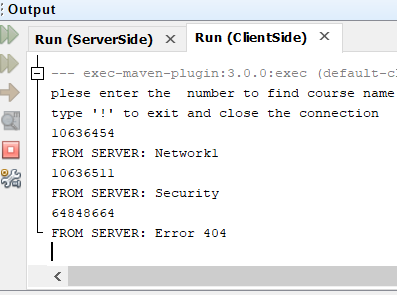 Output
Run (ServerSide) × Run (ClientSide) ×
--- exec-maven-plugin:3.0.0:exec (default-cl
plese enter the  number to find course name
type '!' to exit and close the connection
10636454
FROM SERVER: Network1
10636511
FROM SERVER: Security
64848664
FROM SERVER: Error 404